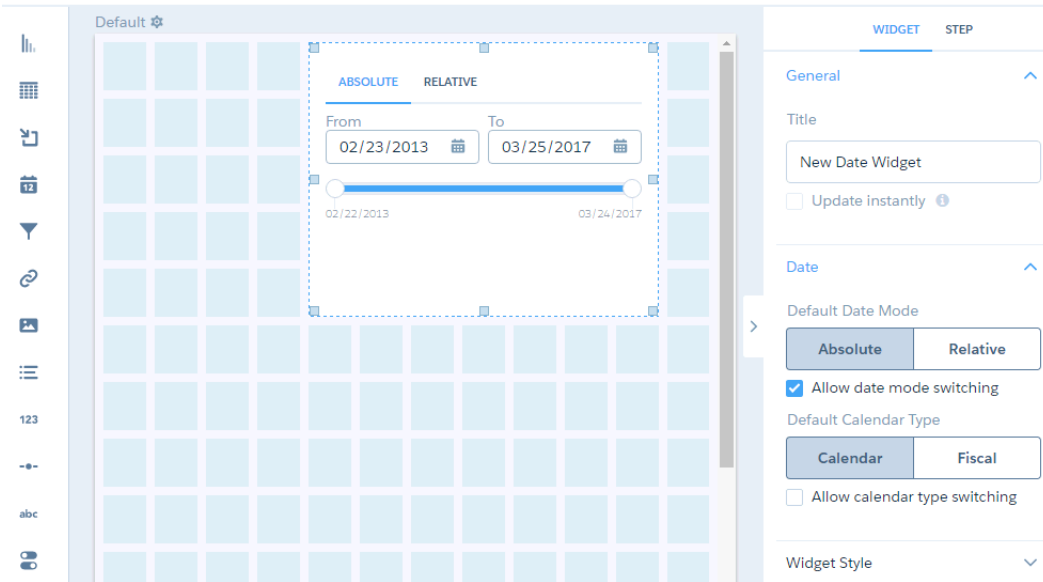 Default
WIDGET STEP
General
Title
New Date Widget
Update instantly
Date
Default Date Mode
Absolute Relative
Allow date mode switching
Default Calendar Type
Calendar Fiscal
Allow calendar type switching
Widget Style
ABSOLUTE RELATIVE
From To
02/23/2013 03/25/2017
02/22/2013 03/24/2017
12
123
abc